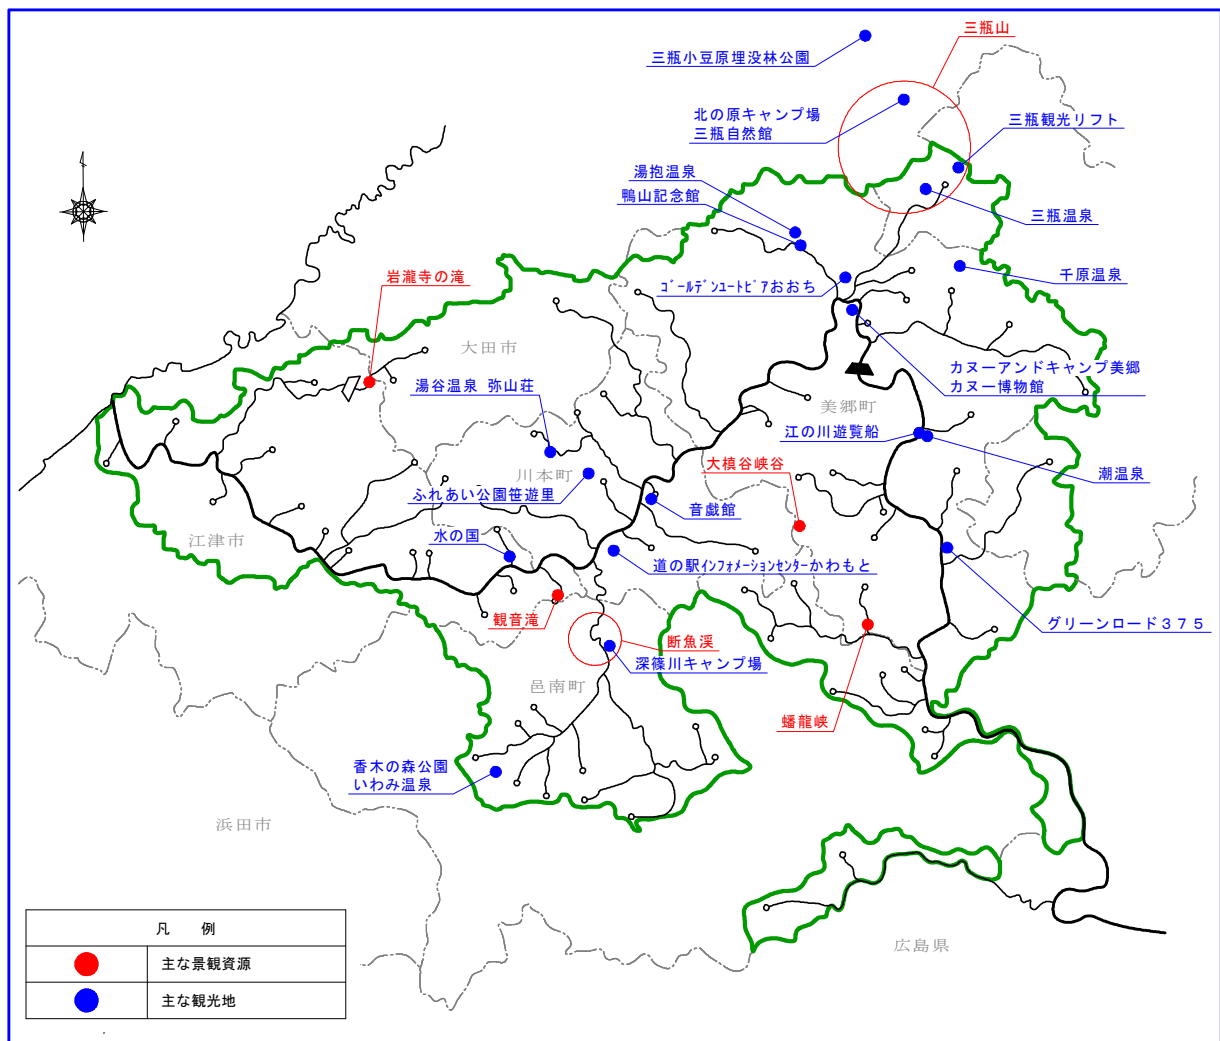 三瓶山
三瓶小豆原埋没林公園
北の原キャンプ場
三瓶自然館
三瓶観光リフト
湯抱温泉
鴨山記念館
三瓶温泉
岩瀧寺の滝
ゴールデンユートピアおおち
千原温泉
大田市
カヌーアンドキャンプ美郷
カヌー博物館
湯谷温泉 弥山荘
美郷町
江の川遊覧船
大槙谷峡谷
潮温泉
川本町
ふれあい公園笹遊里
音戯館
水の国
江津市
道の駅インフォメーションセンターかわもと
観音滝
グリーンロード375
断魚渓
深篠川キャンプ場
邑南町
蟠龍峡
香木の森公園
いわみ温泉
浜田市
広島県
凡 例
主な景観資源
主な観光地